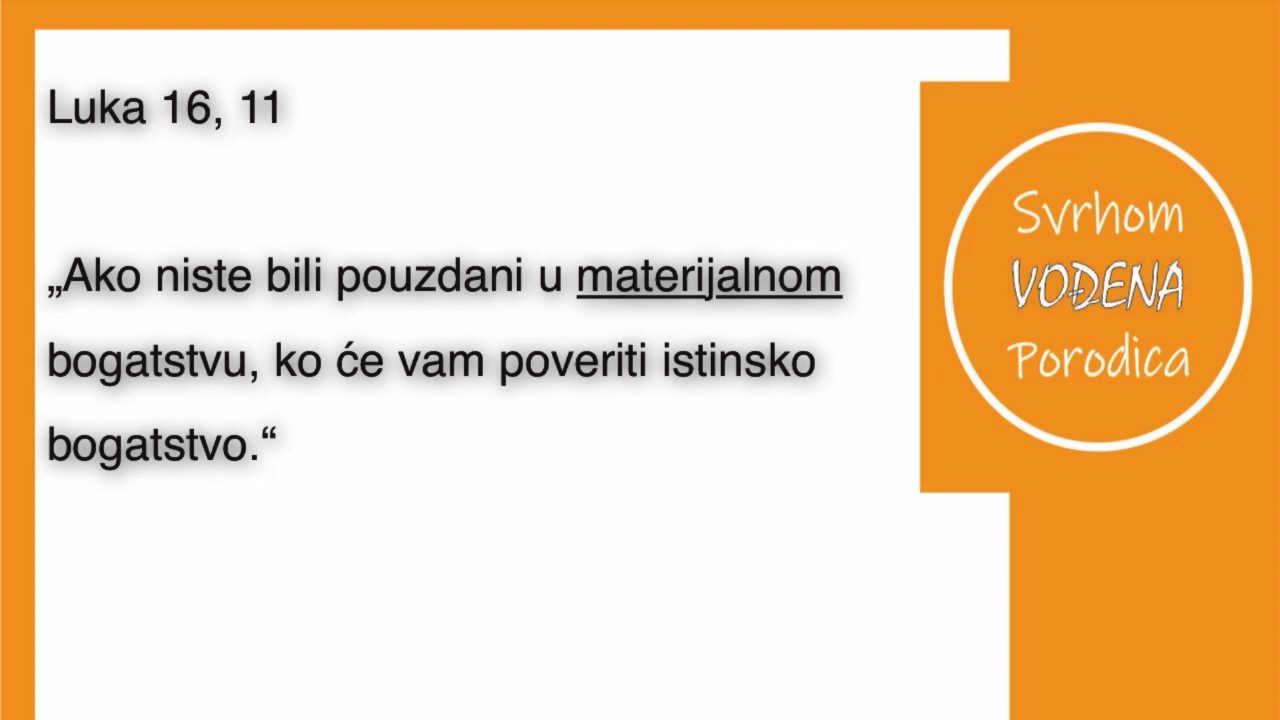 Luka 16, 11
„Ako niste bili pouzdani u materijalnom
bogatstvu, ko će vam poveriti istinsko
bogatstvo.“
Svrhom
VOĐENA
Porodica